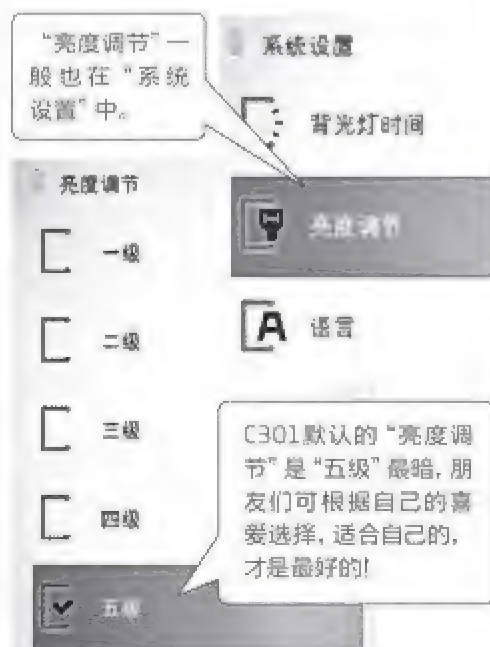 “亮度调节”一
般也在“系统
设置”中。
系统设置
背光灯时间
亮度调节
语言
亮度调节
一级
二级
三级
四级
五级
C301默认的“亮度调
节”是“五级”最暗,朋
友们可根据自己的喜
爱选择,适合自己的,
才是最好的!